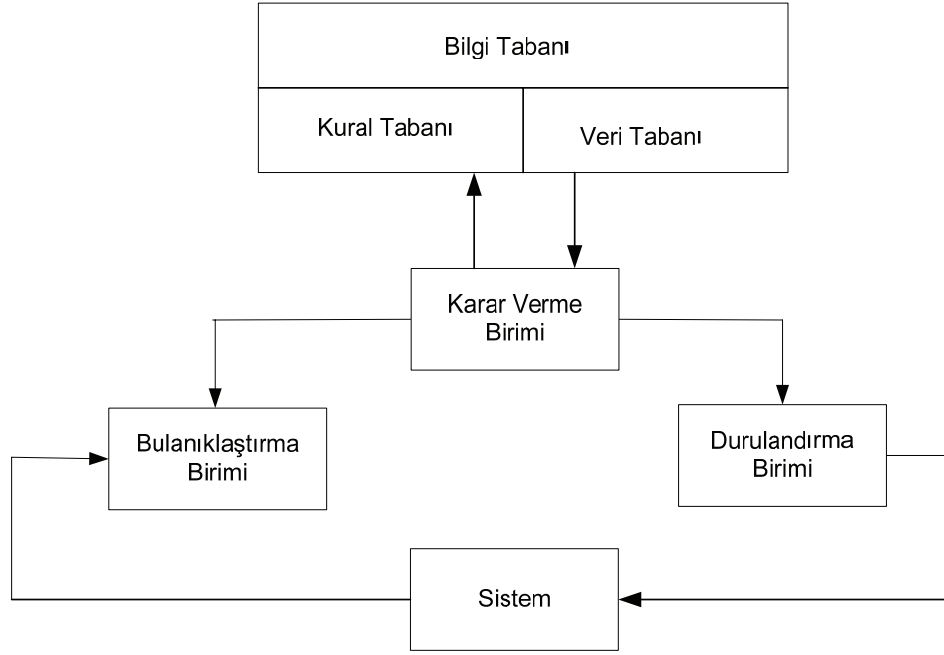 Bilgi Tabanı
Kural Tabanı
Veri Tabanı
Karar Verme
Birimi
Bulanıklaştırma
Birimi
Durulandırma
Birimi
Sistem